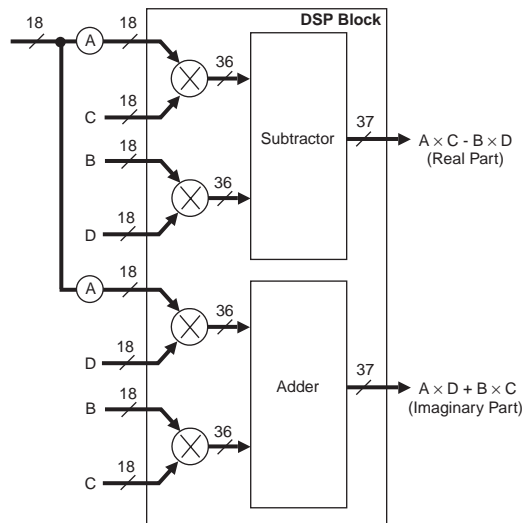 DSP Block
18
A
18
18
C
36
Subtractor
18
B
18
D
36
37
A × C - B × D
(Real Part)
A
18
18
D
36
Adder
18
B
18
C
36
37
A × D + B × C
(Imaginary Part)